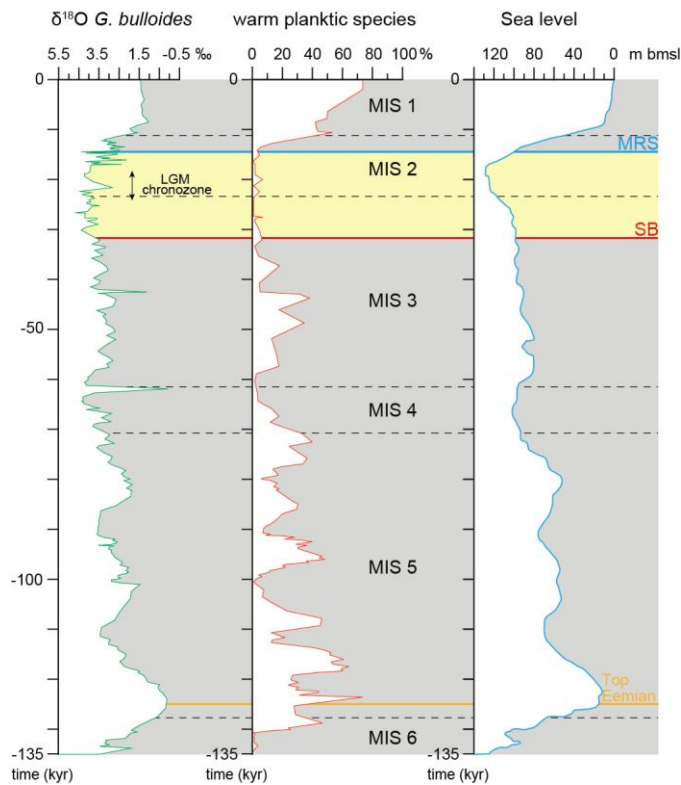 δ18O G. bulloides
warm planktic species
Sea level
5.5 3.5 1.5 -0.5 ‰
0 20 40 60 80 100 %
120 80 40 0 m bmsl
0
0
0
MIS 1
MRS
MIS 2
LGM
chronozone
SB
MIS 3
-50
MIS 4
MIS 5
-100
Top
Eemian
MIS 6
-135
-135
-135
time (kyr)
time (kyr)
time (kyr)